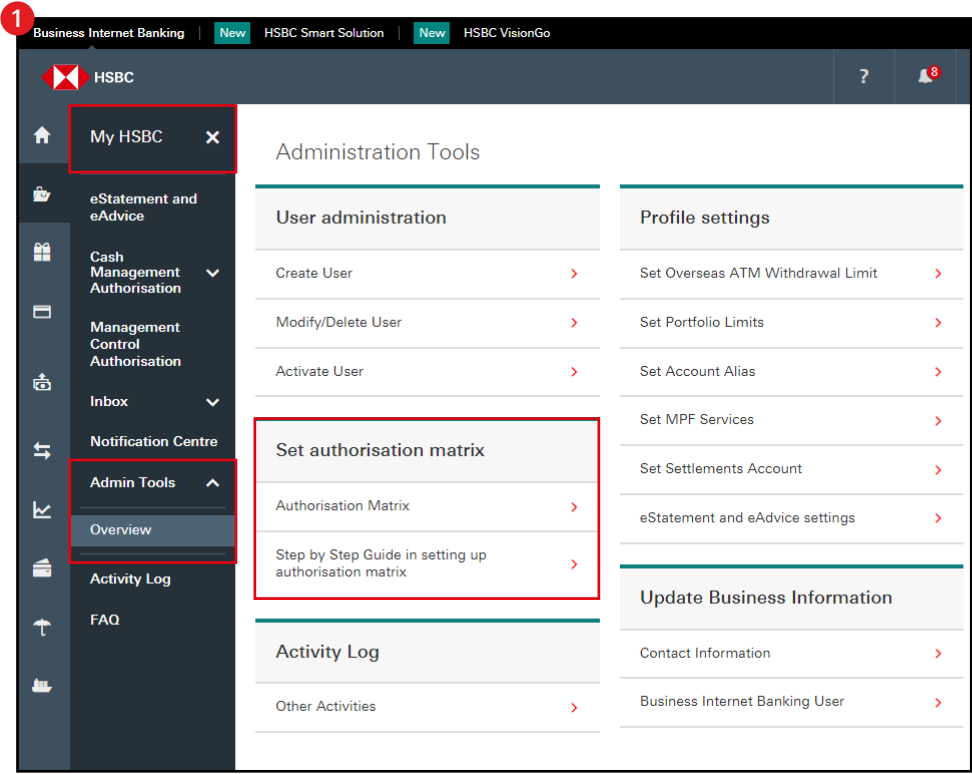 1
Business Internet Banking
New
HSBC Smart Solution
New
HSBC VisionGo
HSBC
?
8
My HSBC
eStatement and
eAdvice
Cash
Management
Authorisation
Management
Control
Authorisation
Inbox
Notification Centre
Admin Tools
Overview
Activity Log
FAQ
Administration Tools
User administration
Create User
Modify/Delete User
Activate User
Set authorisation matrix
Authorisation Matrix
Step by Step Guide in setting up
authorisation matrix
Activity Log
Other Activities
Profile settings
Set Overseas ATM Withdrawal Limit
Set Portfolio Limits
Set Account Alias
Set MPF Services
Set Settlements Account
eStatement and eAdvice settings
Update Business Information
Contact Information
Business Internet Banking User